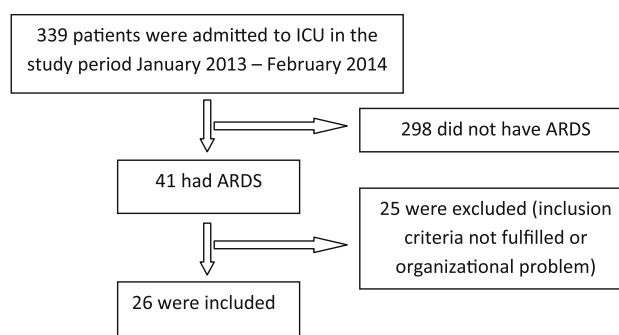 339 patients were admitted to ICU in the
study period January 2013 – February 2014
298 did not have ARDS
41 had ARDS
25 were excluded (inclusion
criteria not fulfilled or
organizational problem)
26 were included